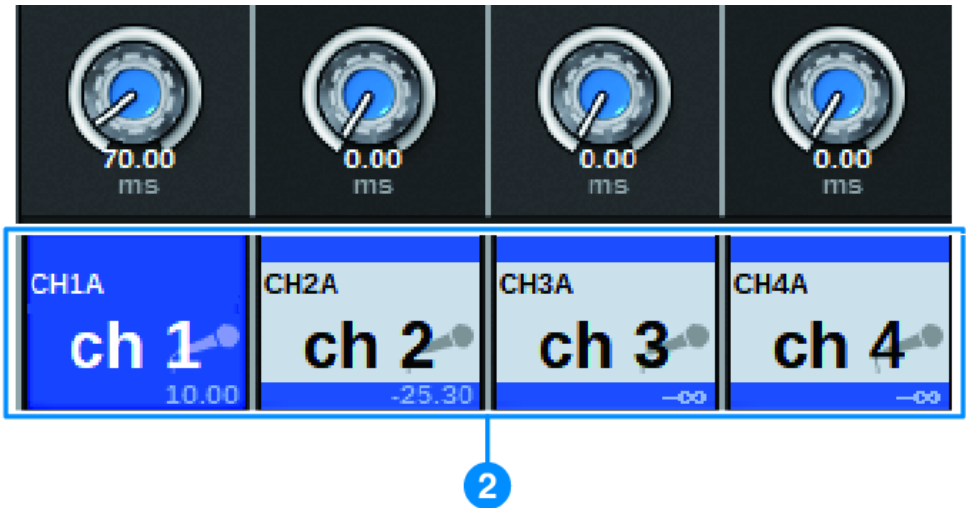 70.00 0.00 0.00 0.00
ms ms ms ms
CH1A CH2A CH3A CH4A
ch 1 ch 2 ch 3 ch 4
10.00 -25.30 -∞ -∞
2